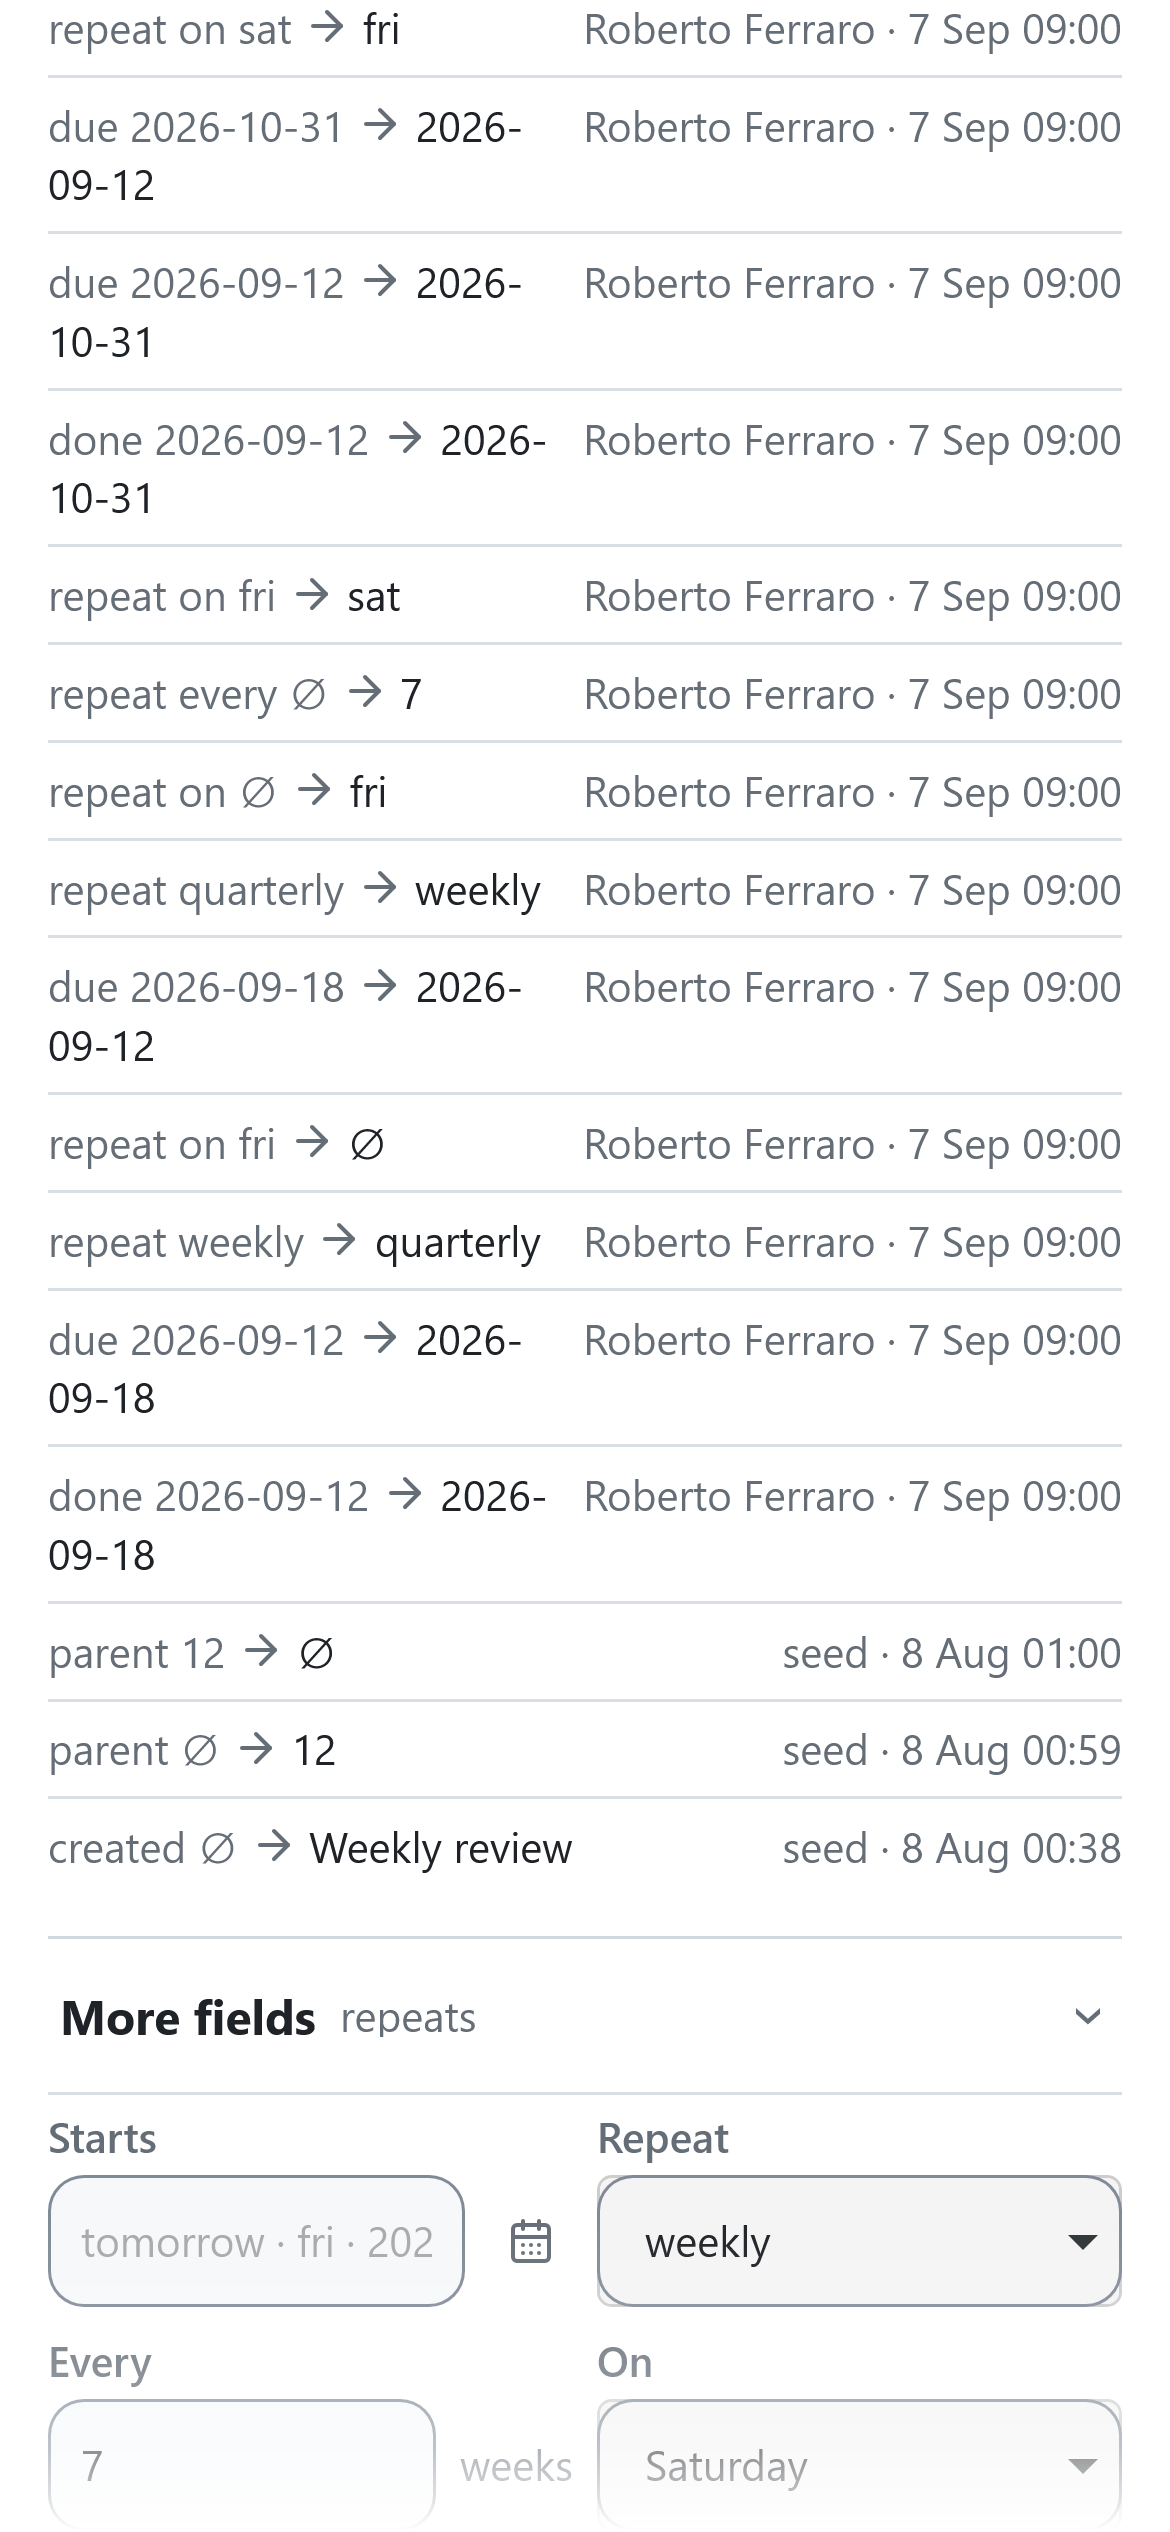 repeat on sat → fri Roberto Ferraro · 7 Sep 09:00
due 2026-10-31 → 2026- Roberto Ferraro · 7 Sep 09:00
09-12
due 2026-09-12 → 2026- Roberto Ferraro · 7 Sep 09:00
10-31
done 2026-09-12 → 2026- Roberto Ferraro · 7 Sep 09:00
10-31
repeat on fri → sat Roberto Ferraro · 7 Sep 09:00
repeat every ∅ → 7 Roberto Ferraro · 7 Sep 09:00
repeat on ∅ → fri Roberto Ferraro · 7 Sep 09:00
repeat quarterly → weekly Roberto Ferraro · 7 Sep 09:00
due 2026-09-18 → 2026- Roberto Ferraro · 7 Sep 09:00
09-12
repeat on fri → ∅ Roberto Ferraro · 7 Sep 09:00
repeat weekly → quarterly Roberto Ferraro · 7 Sep 09:00
due 2026-09-12 → 2026- Roberto Ferraro · 7 Sep 09:00
09-18
done 2026-09-12 → 2026- Roberto Ferraro · 7 Sep 09:00
09-18
parent 12 → ∅ seed · 8 Aug 01:00
parent ∅ → 12 seed · 8 Aug 00:59
created ∅ → Weekly review seed · 8 Aug 00:38
More fields repeats
Starts Repeat
tomorrow · fri · 202 weekly
Every On
7 weeks Saturday